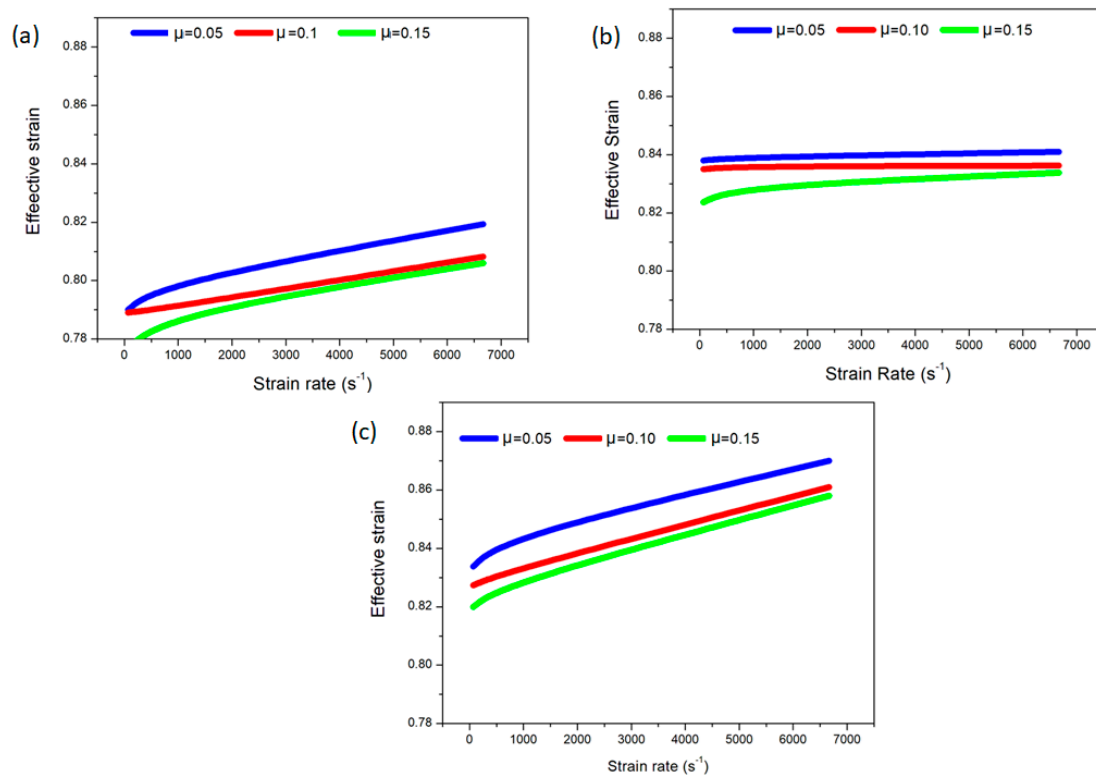 (a)
μ=0.05 μ=0.1 μ=0.15
0.88
0.86
0.84
0.82
0.80
0.78
Effeective strain
0 1000 2000 3000 4000 5000 6000 7000
Strain rate (s⁻¹)
(b)
μ=0.05 μ=0.10 μ=0.15
0.88
0.86
0.84
0.82
0.80
0.78
Effective Strain
0 1000 2000 3000 4000 5000 6000 7000
Strain Rate (s⁻¹)
(c)
μ=0.05 μ=0.10 μ=0.15
0.88
0.86
0.84
0.82
0.80
0.78
Effective strain
0 1000 2000 3000 4000 5000 6000 7000
Strain rate (s⁻¹)